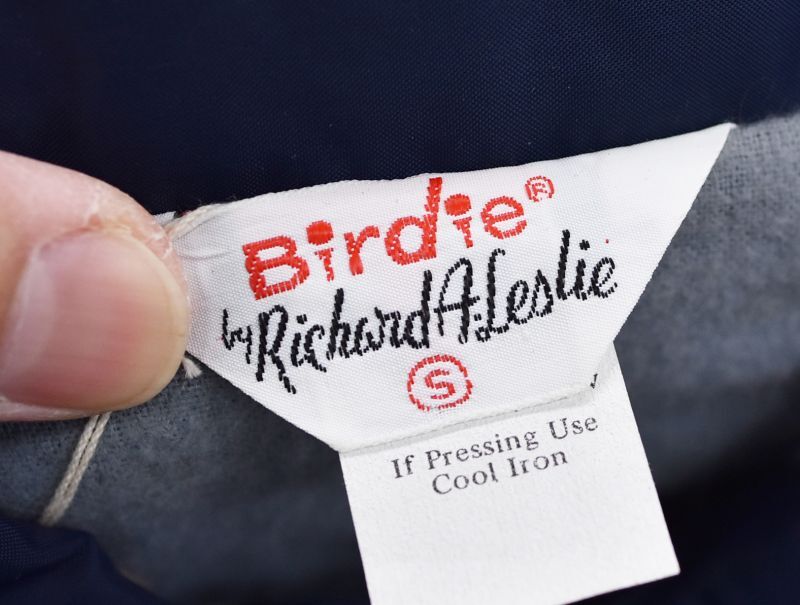 Birdie®
by Richard A. Leslie
S
If Pressing Use
Cool Iron